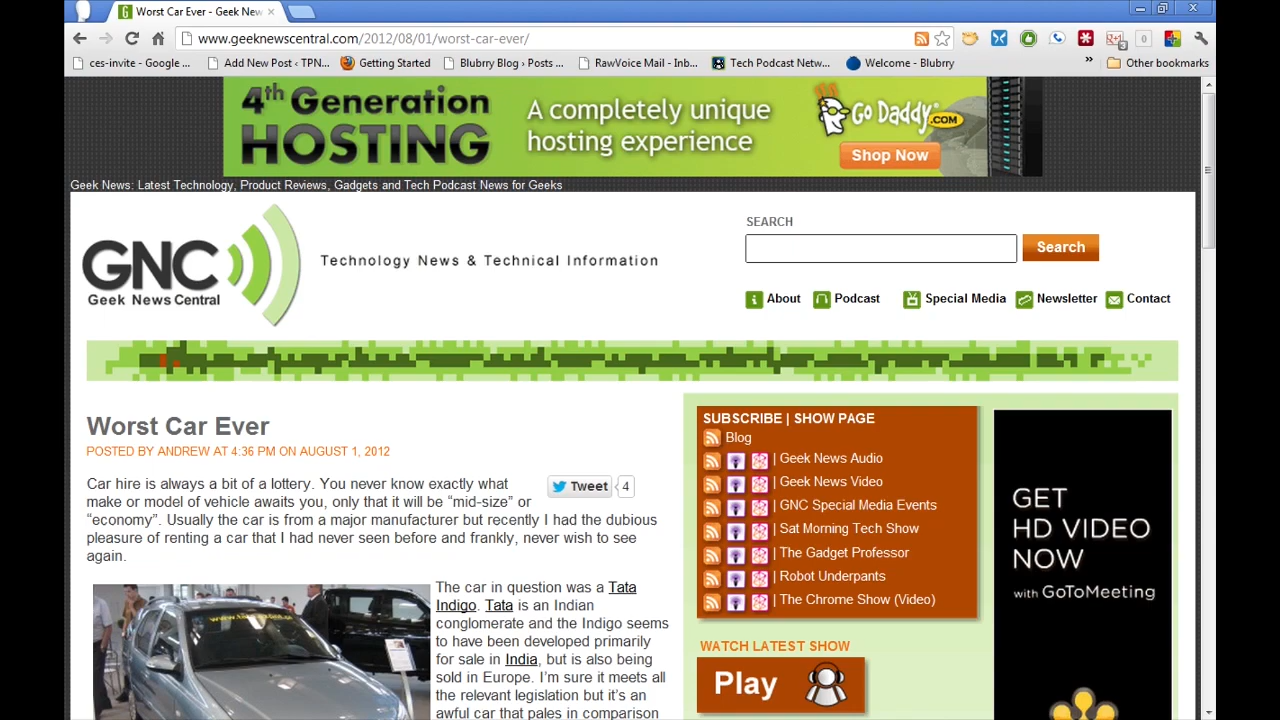 Worst Car Ever - Geek New
www.geeknewscentral.com/2012/08/01/worst-car-ever/
3
0
ces-invite - Google ...
Add New Post ‹ TPN...
Getting Started
Blubrry Blog › Posts ...
RawVoice Mail - Inb...
Tech Podcast Netw...
Welcome - Blubrry
»
Other bookmarks
4th Generation
HOSTING
A completely unique
hosting experience
Go Daddy.COM
Shop Now
Geek News: Latest Technology, Product Reviews, Gadgets and Tech Podcast News for Geeks
GNC
Geek News Central
Technology News & Technical Information
SEARCH
Search
About
Podcast
Special Media
Newsletter
Contact
Worst Car Ever
POSTED BY ANDREW AT 4:36 PM ON AUGUST 1, 2012
Tweet
4
Car hire is always a bit of a lottery. You never know exactly what
make or model of vehicle awaits you, only that it will be “mid-size” or
“economy”. Usually the car is from a major manufacturer but recently I had the dubious
pleasure of renting a car that I had never seen before and frankly, never wish to see
again.
The car in question was a Tata
Indigo. Tata is an Indian
conglomerate and the Indigo seems
to have been developed primarily
for sale in India, but is also being
sold in Europe. I’m sure it meets all
the relevant legislation but it’s an
awful car that pales in comparison
SUBSCRIBE | SHOW PAGE
Blog
| Geek News Audio
| Geek News Video
| GNC Special Media Events
| Sat Morning Tech Show
| The Gadget Professor
| Robot Underpants
| The Chrome Show (Video)
WATCH LATEST SHOW
Play
GET
HD VIDEO
NOW
with GoToMeeting